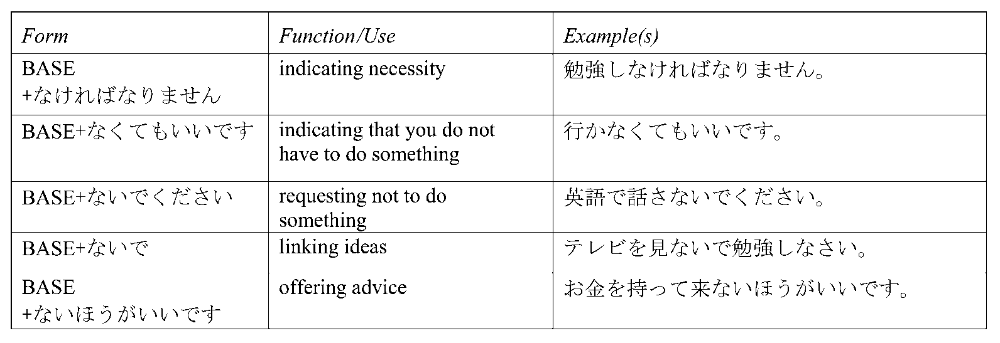 Form Function/Use Example(s)
BASE indicating necessity 勉強しなければなりません。
+なければなりません
BASE+なくてもいいです indicating that you do not 行かなくてもいいです。
have to do something
BASE+ないでください requesting not to do 英語で話さないでください。
something
BASE+ないで linking ideas テレビを見ないで勉強しなさい。
BASE offering advice お金を持って来ないほうがいいです。
+ないほうがいいです